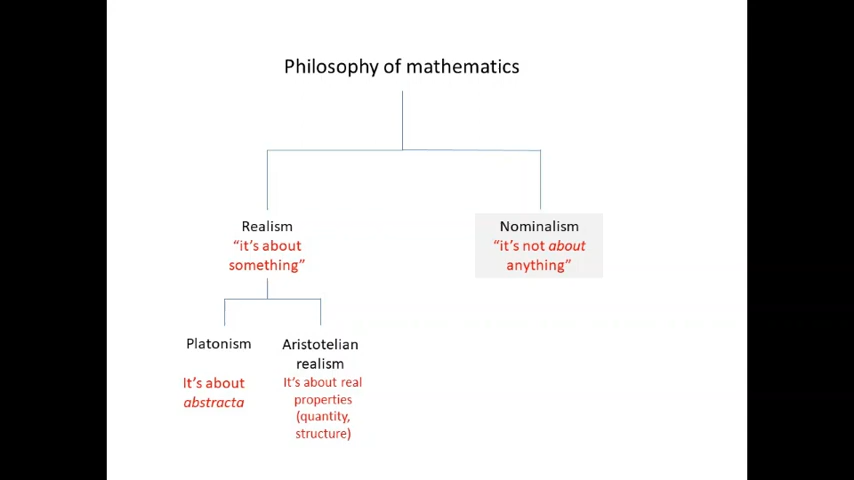 Philosophy of mathematics
Realism
“it’s about
something”
Nominalism
“it’s not about
anything”
Platonism
It’s about
abstracta
Aristotelian
realism
It’s about real
properties
(quantity,
structure)